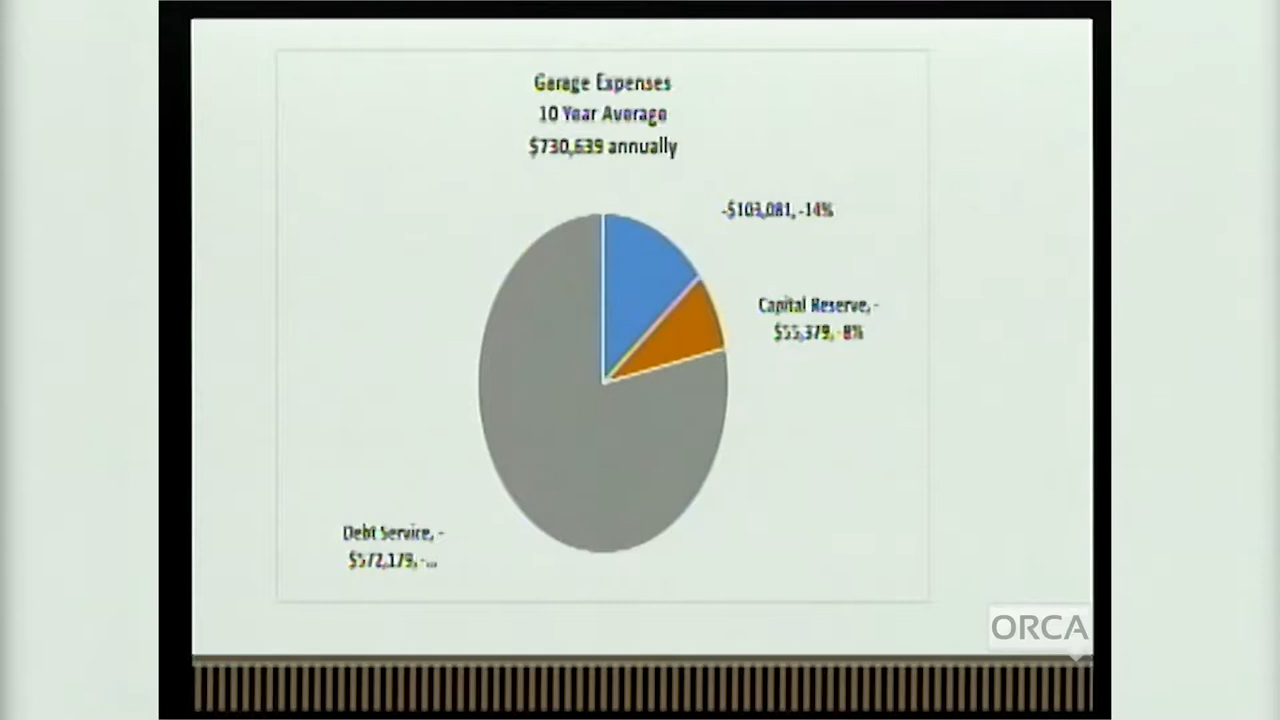 Garage Expenses
10 Year Average
$730,639 annually
-$103,081, -14%
Capital Reserve, -
$55,379, -8%
Debt Service, -
$572,179, -...
ORCA